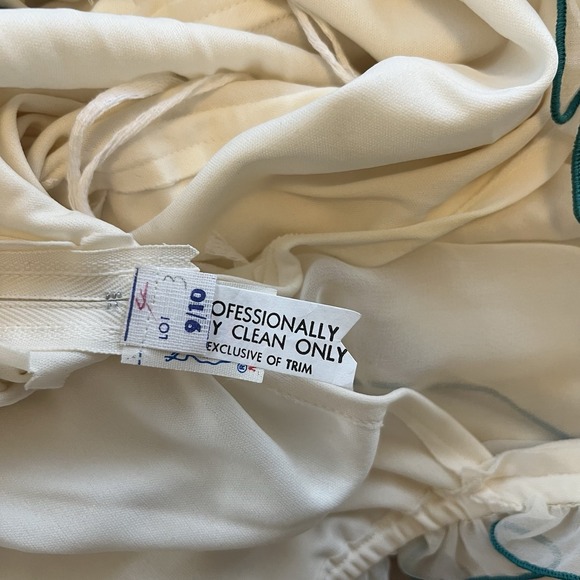 9/10
LOT
OFESSIONALLY
Y CLEAN ONLY
EXCLUSIVE OF TRIM
®